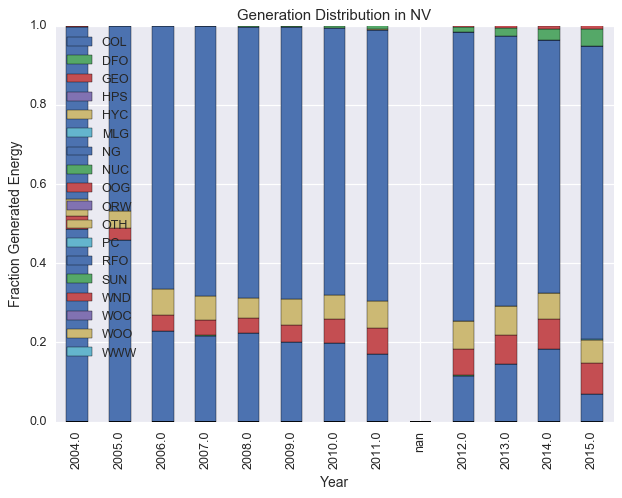 Generation Distribution in NV
1.0
0.8
0.6
0.4
0.2
0.0
Fraction Generated Energy
COL
DFO
GEO
HPS
HYC
MLG
NG
NUC
OOG
ORW
OTH
PC
RFO
SUN
WND
WOC
WOO
WWW
2004.0
2005.0
2006.0
2007.0
2008.0
2009.0
2010.0
2011.0
nan
2012.0
2013.0
2014.0
2015.0
Year